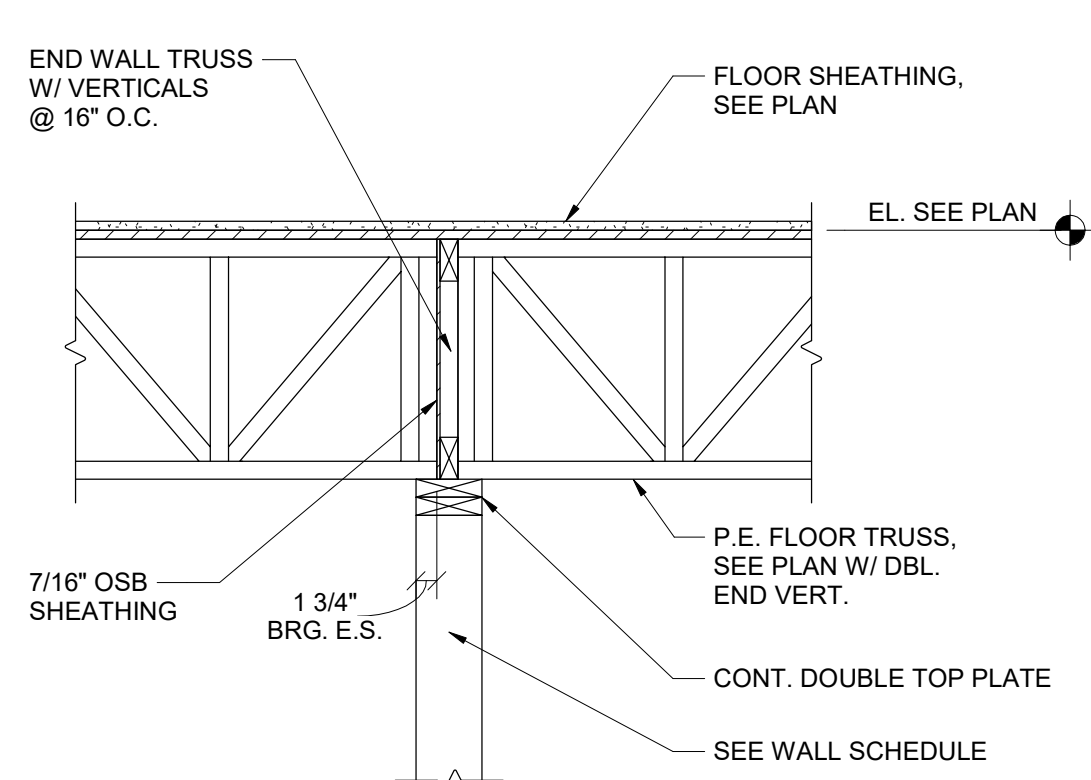 END WALL TRUSS
W/ VERTICALS
@ 16" O.C.
FLOOR SHEATHING,
SEE PLAN
EL. SEE PLAN
7/16" OSB
SHEATHING
1 3/4"
BRG. E.S.
P.E. FLOOR TRUSS,
SEE PLAN W/ DBL.
END VERT.
CONT. DOUBLE TOP PLATE
SEE WALL SCHEDULE